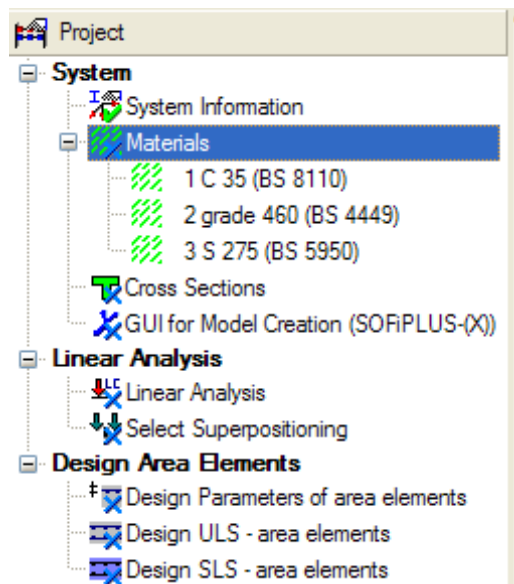 Project
System
System Information
Materials
1 C 35 (BS 8110)
2 grade 460 (BS 4449)
3 S 275 (BS 5950)
Cross Sections
GUI for Model Creation (SOFiPLUS-(X))
Linear Analysis
Linear Analysis
Select Superpositioning
Design Area Elements
Design Parameters of area elements
Design ULS - area elements
Design SLS - area elements